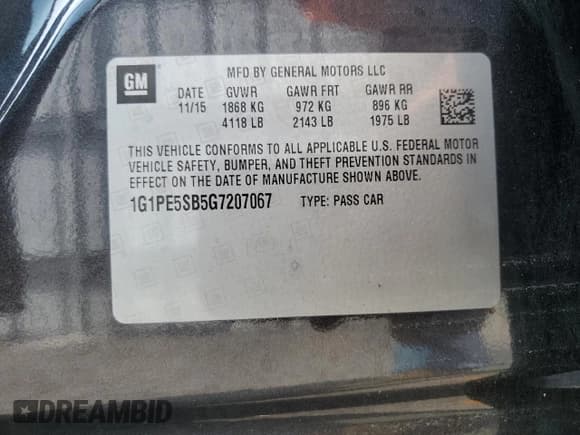 GM
MFD BY GENERAL MOTORS LLC
DATE GVWR GAWR FRT GAWR RR
11/15 1868 KG 972 KG 896 KG
4118 LB 2143 LB 1975 LB
THIS VEHICLE CONFORMS TO ALL APPLICABLE U.S. FEDERAL MOTOR
VEHICLE SAFETY, BUMPER, AND THEFT PREVENTION STANDARDS IN
EFFECT ON THE DATE OF MANUFACTURE SHOWN ABOVE.
1G1PE5SB5G7207067 TYPE: PASS CAR
DREAMBID